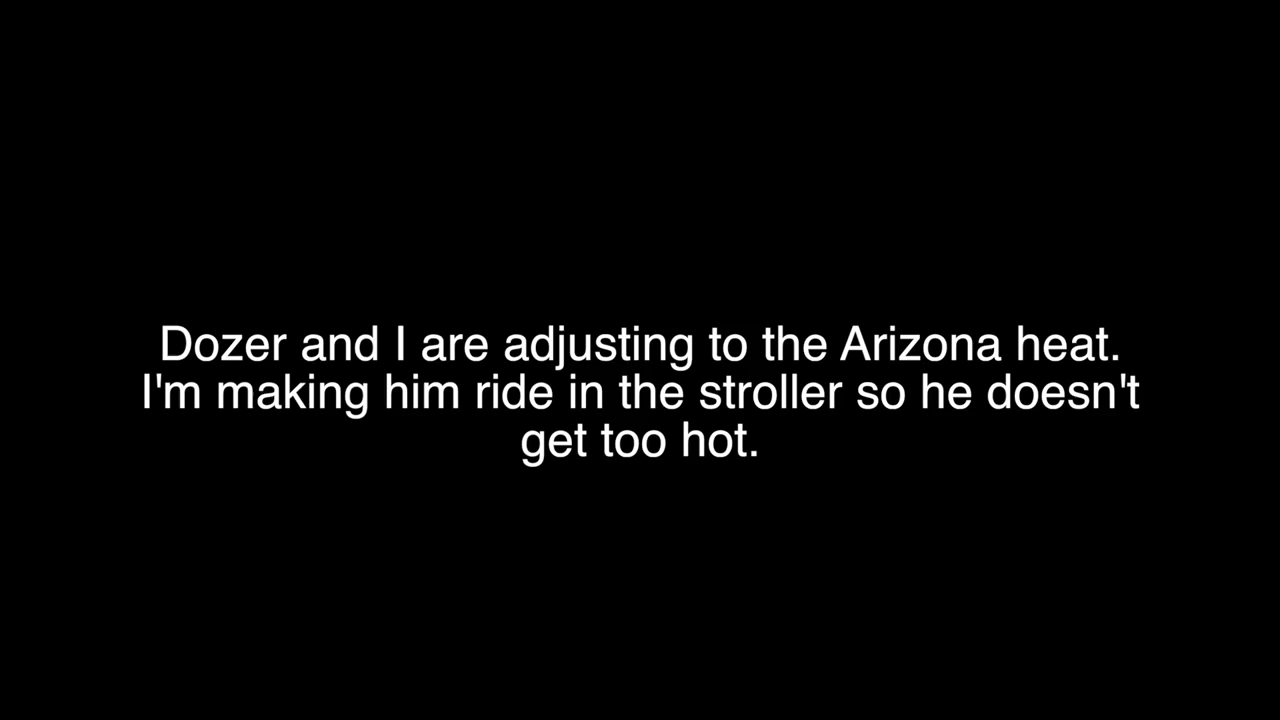 Dozer and I are adjusting to the Arizona heat.
I'm making him ride in the stroller so he doesn't
get too hot.